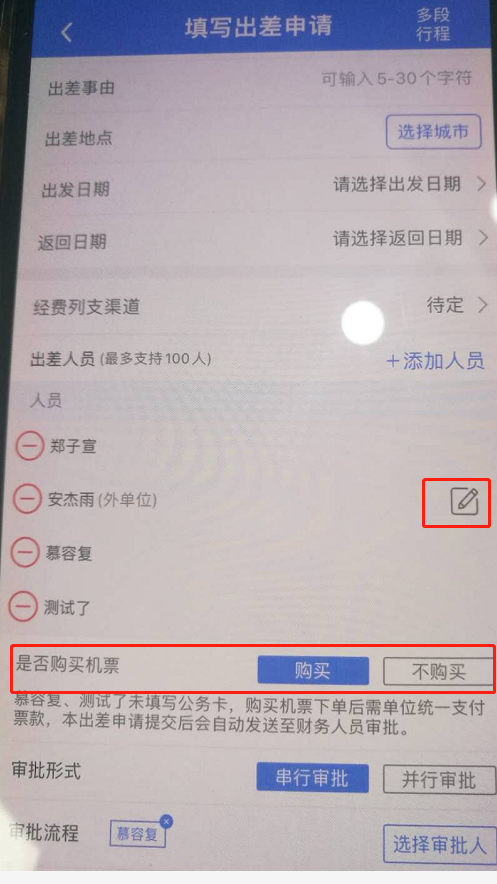 填写出差申请
多段
行程
出差事由 可输入5-30个字符
出差地点 选择城市
出发日期 请选择出发日期
返回日期 请选择返回日期
经费列支渠道 待定
出差人员(最多支持100人) +添加人员
人员
郑子宣
安杰雨(外单位)
慕容复
测试了
是否购买机票 购买 不购买
慕容复、测试了未填写公务卡，购买机票下单后需单位统一支付
票款，本出差申请提交后会自动发送至财务人员审批。
审批形式 串行审批 并行审批
审批流程 慕容复 选择审批人